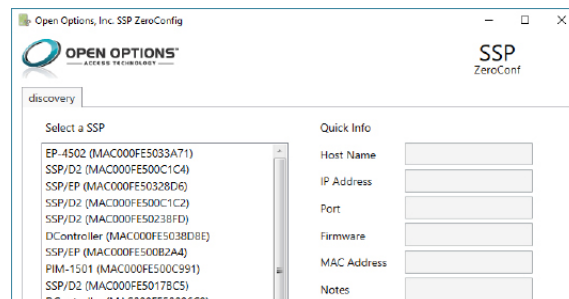 Open Options, Inc. SSP ZeroConfig
OPEN OPTIONS™
ACCESS TECHNOLOGY
SSP
ZeroConf
discovery
Select a SSP
Quick Info
EP-4502 (MAC000FE5033A71)
SSP/D2 (MAC000FE500C1C4)
SSP/EP (MAC000FE50328D6)
SSP/D2 (MAC000FE500C1C2)
SSP/D2 (MAC000FE50238FD)
DController (MAC000FE5038D8E)
SSP/EP (MAC000FE500B2A4)
PIM-1501 (MAC000FE500C991)
SSP/D2 (MAC000FE5017BC5)
Host Name
IP Address
Port
Firmware
MAC Address
Notes